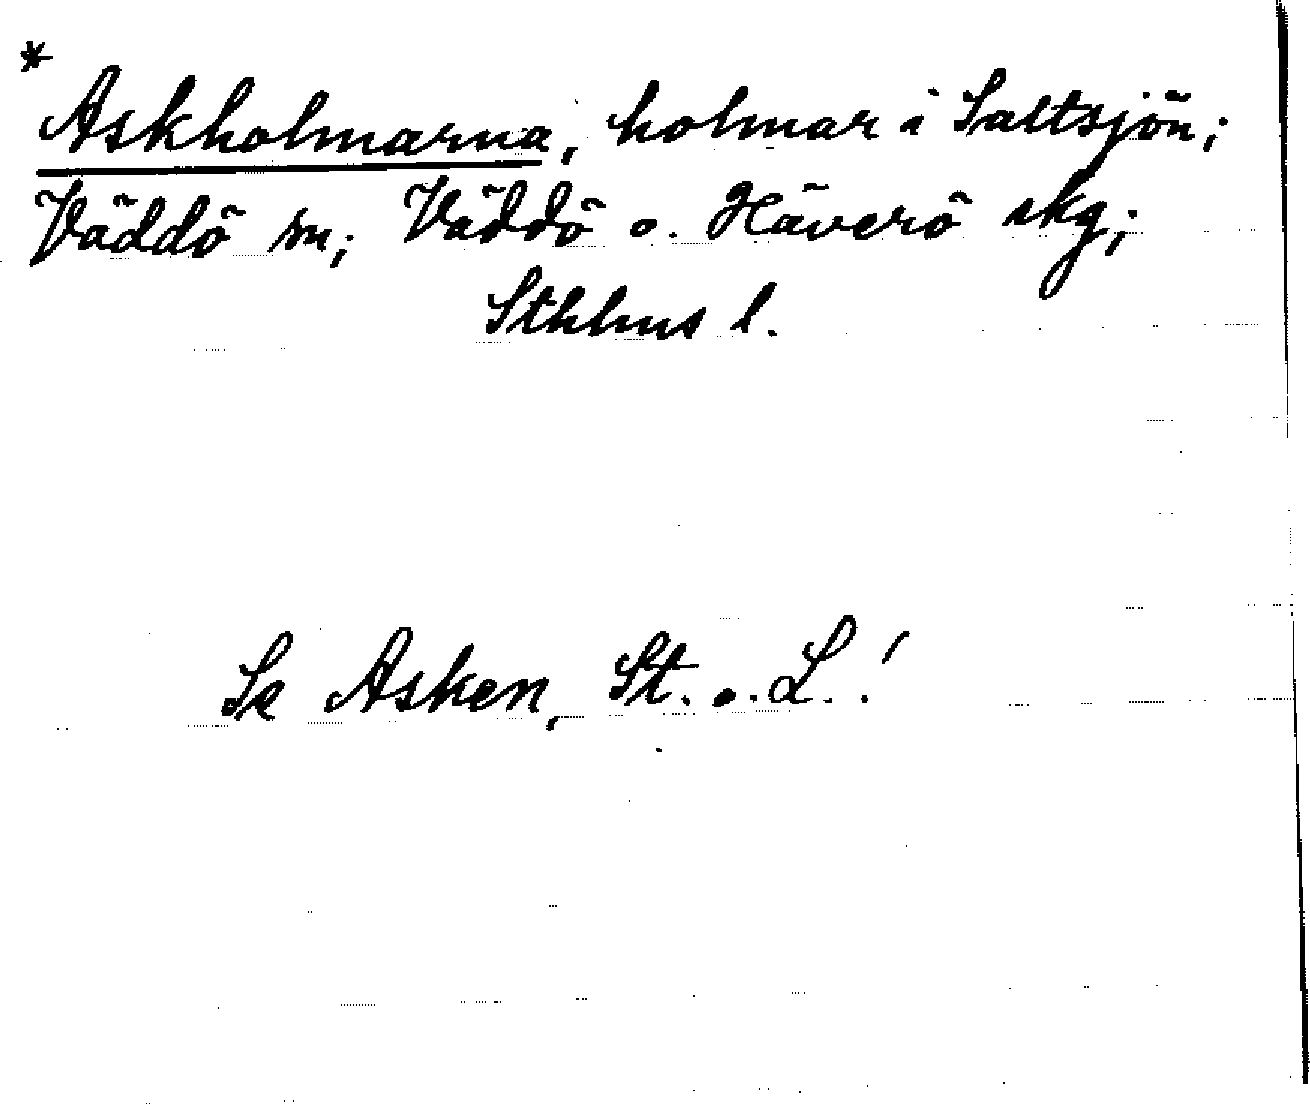 *
Askholmarna, holmar i Saltsjön;
Väddö sn; Väddö o. Häverö skg;
Sthlms l.
Se Asken, St. o. L.!